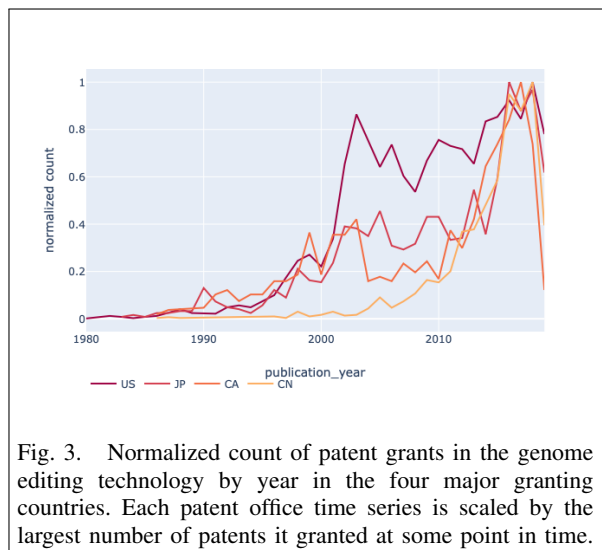 1
0.8
0.6
0.4
0.2
0
normalized count
1980
1990
2000
2010
publication_year
US JP CA CN
Fig. 3. Normalized count of patent grants in the genome
editing technology by year in the four major granting
countries. Each patent office time series is scaled by the
largest number of patents it granted at some point in time.